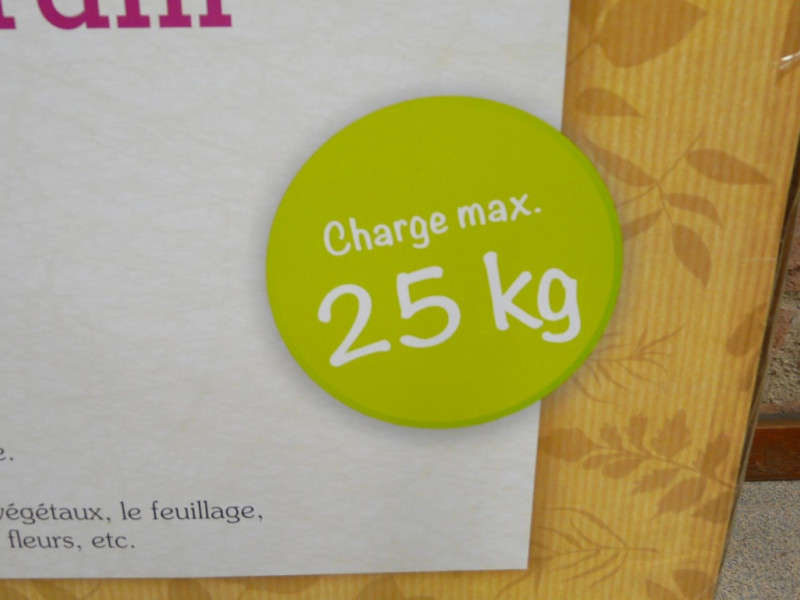 Charge max.
25 kg
végétaux, le feuillage,
fleurs, etc.